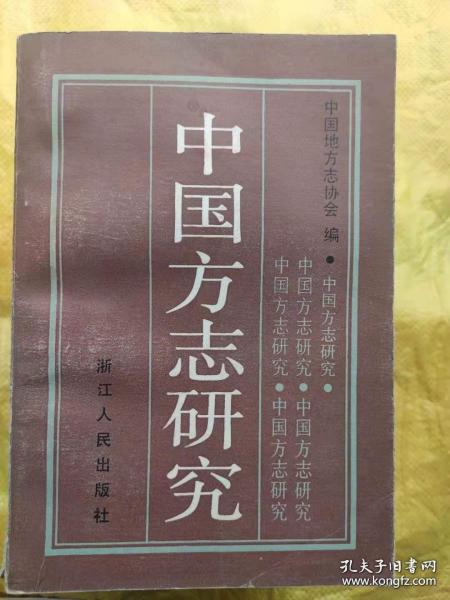 中国地方志协会 编
●中国方志研究●
中国方志研究●中国方志研究
中国方志研究●中国方志研究
中国方志研究
浙江人民出版社
孔夫子旧书网
www.kongfz.com